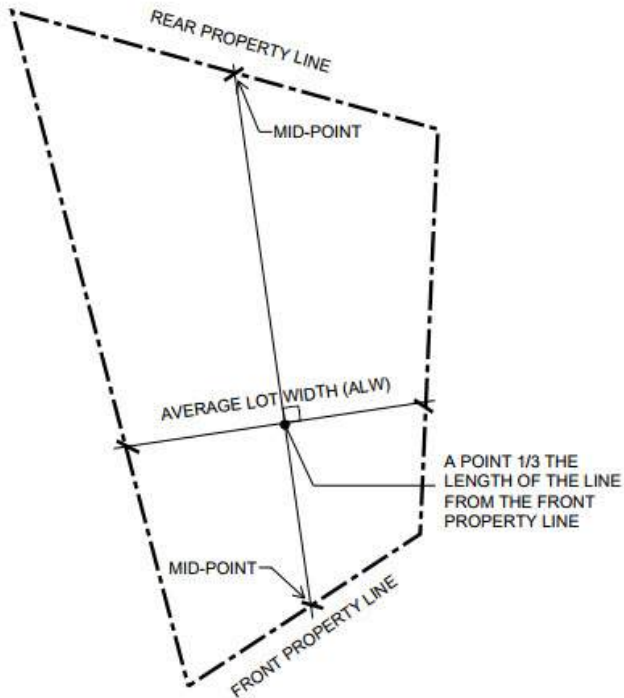 REAR PROPERTY LINE
MID-POINT
AVERAGE LOT WIDTH (ALW)
A POINT 1/3 THE
LENGTH OF THE LINE
FROM THE FRONT
PROPERTY LINE
MID-POINT
FRONT PROPERTY LINE